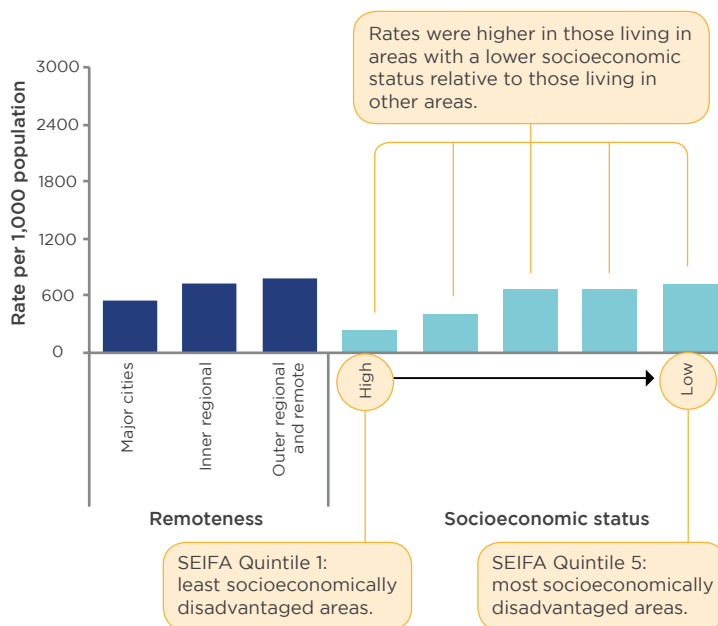 Rates were higher in those living in
areas with a lower socioeconomic
status relative to those living in
other areas.
Rate per 1,000 population
3000
2400
1800
1200
600
0
Major cities
Inner regional
Outer regional
and remote
High
Low
Remoteness
Socioeconomic status
SEIFA Quintile 1:
least socioeconomically
disadvantaged areas.
SEIFA Quintile 5:
most socioeconomically
disadvantaged areas.